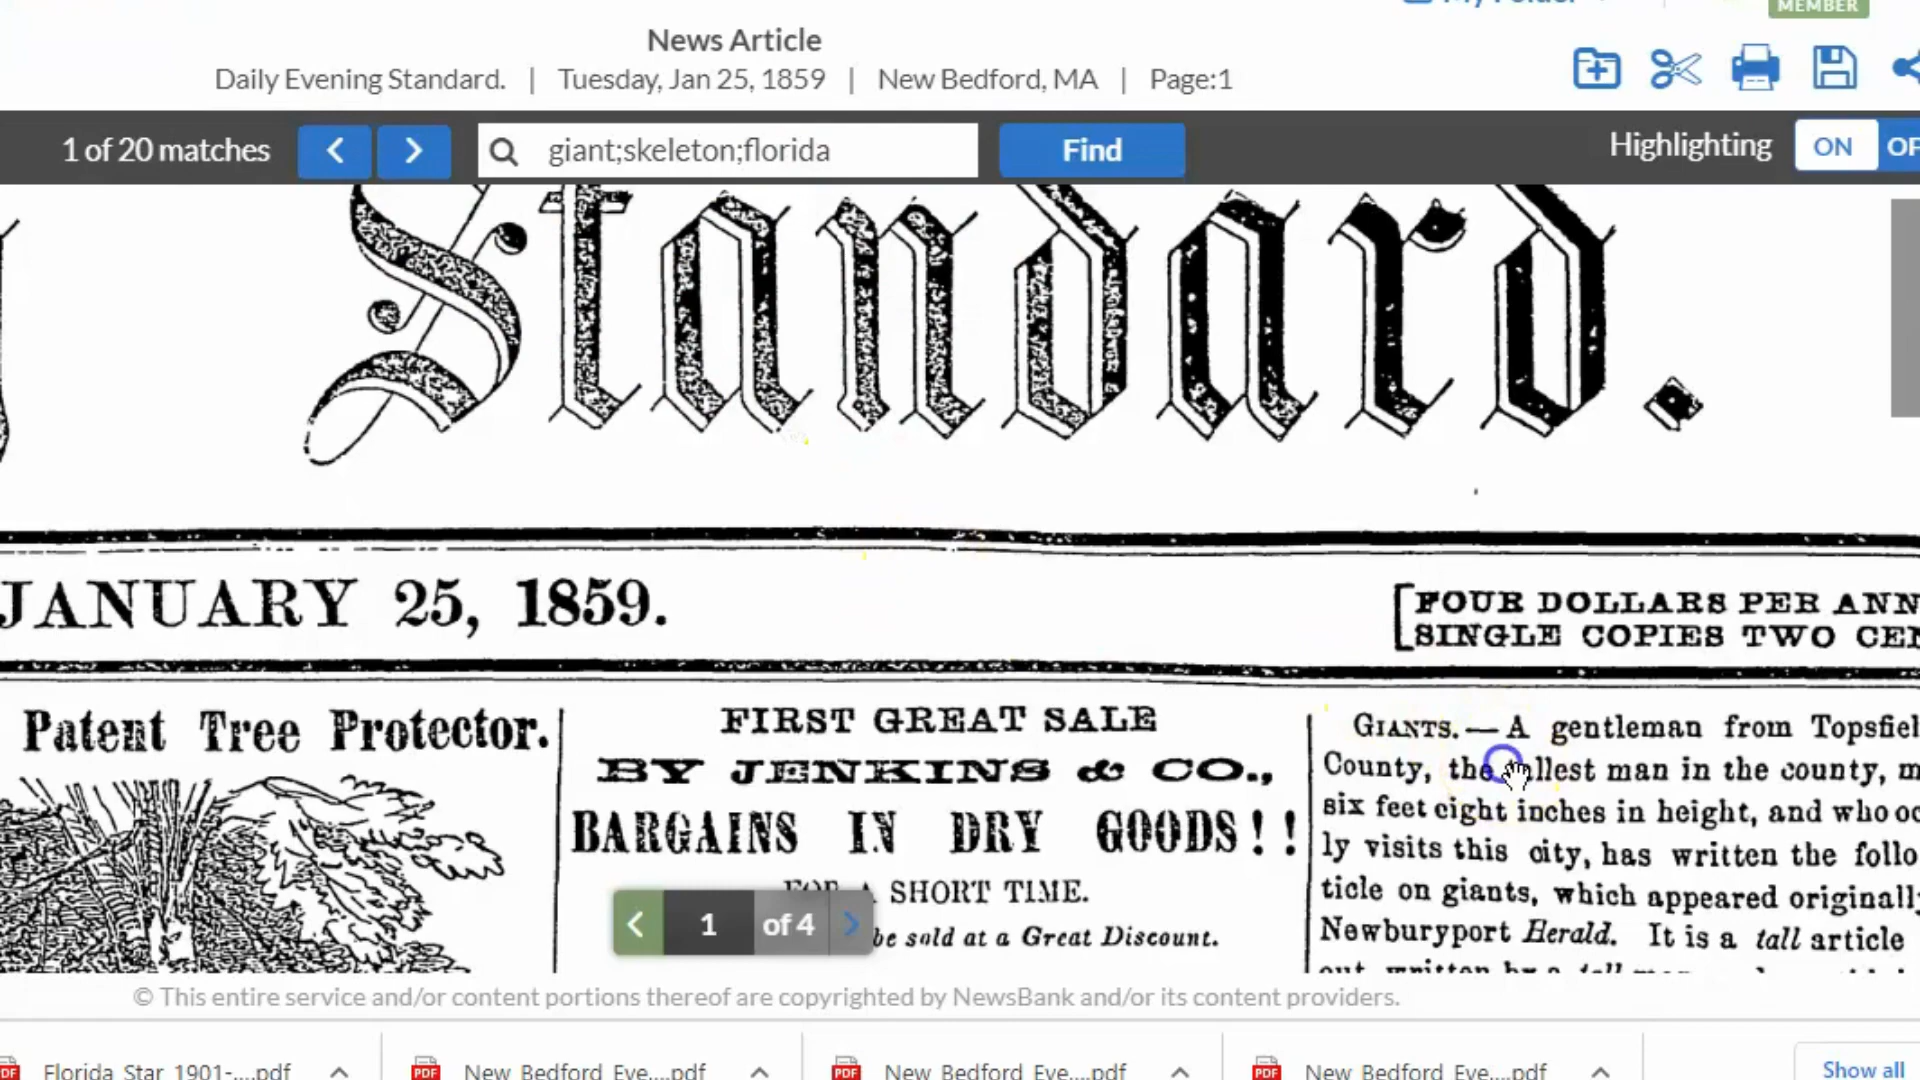 My Folder
MEMBER
News Article
Daily Evening Standard. | Tuesday, Jan 25, 1859 | New Bedford, MA | Page:1
1 of 20 matches
giant;skeleton;florida
Find
Highlighting
ON
Standard.
JANUARY 25, 1859.
[FOUR DOLLARS PER ANN
SINGLE COPIES TWO CEN
Patent Tree Protector.
FIRST GREAT SALE
BY JENKINS & CO.,
BARGAINS IN DRY GOODS!!
FOR A SHORT TIME.
be sold at a Great Discount.
GIANTS.—A gentleman from Topsfiel
County, the tallest man in the county, m
six feet eight inches in height, and who oc
ly visits this city, has written the follo
ticle on giants, which appeared originally
Newburyport Herald. It is a tall article
1 of 4
© This entire service and/or content portions thereof are copyrighted by NewsBank and/or its content providers.
Florida Star 1901-....pdf
New Bedford Eve....pdf
New Bedford Eve....pdf
New Bedford Eve....pdf
Show all